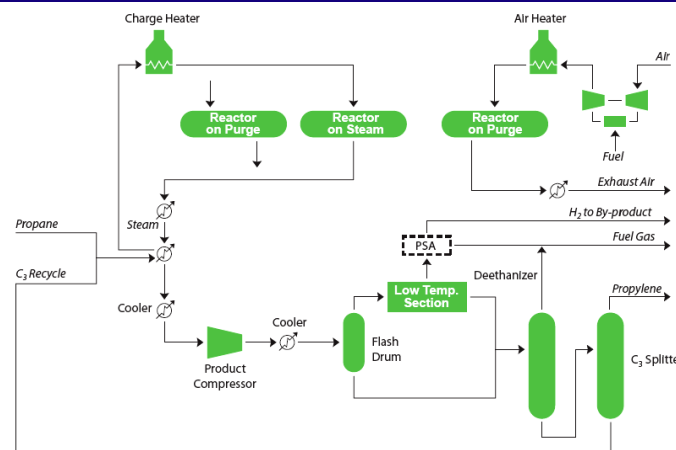 Charge Heater
Air Heater
Air
Reactor
on Purge
Reactor
on Steam
Reactor
on Purge
Fuel
Exhaust Air
H₂ to By-product
Steam
Propane
PSA
Fuel Gas
C₃ Recycle
Deethanizer
Low Temp.
Section
Propylene
Cooler
Cooler
Flash
Drum
Product
Compressor
C₃ Splitte